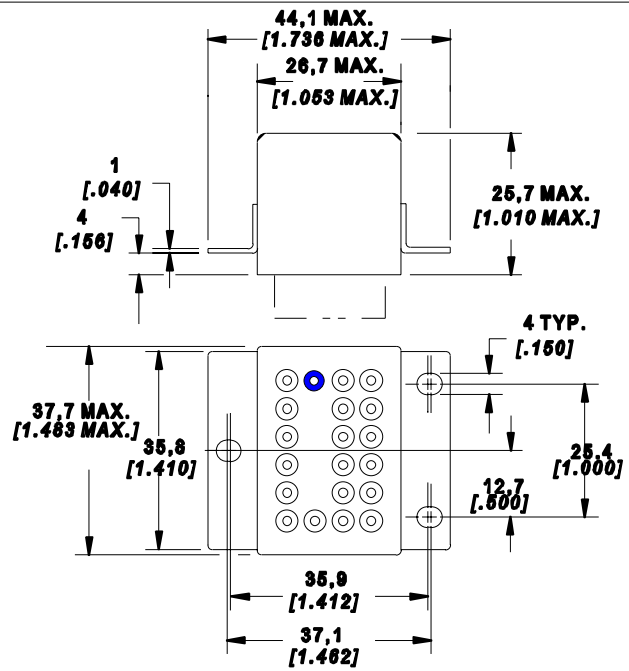 44,1 MAX.
[1.736 MAX.]
26,7 MAX.
[1.053 MAX.]
1
[.040]
4
[.156]
25,7 MAX.
[1.010 MAX.]
4 TYP.
[.150]
37,7 MAX.
[1.483 MAX.]
35,8
[1.410]
25,4
[1.000]
12,7
[.500]
35,9
[1.412]
37,1
[1.462]